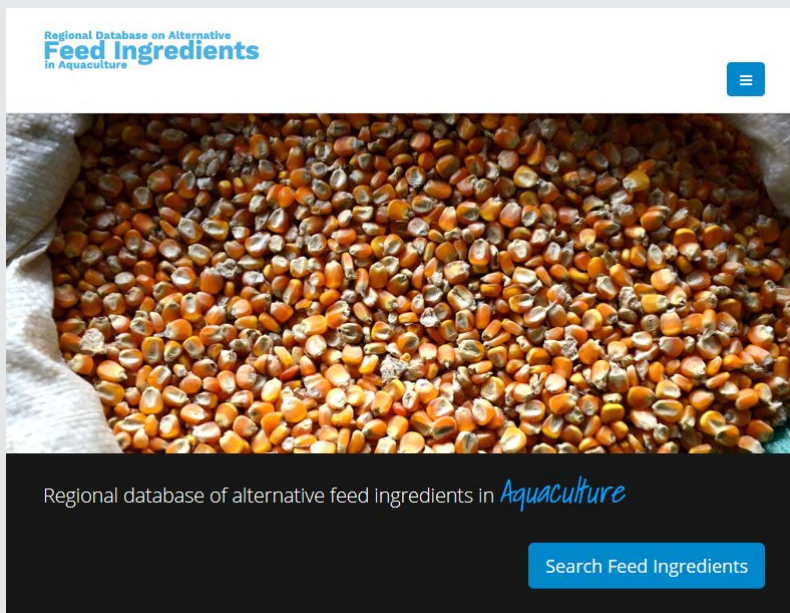 Regional Database on Alternative
Feed Ingredients
in Aquaculture
Regional database of alternative feed ingredients in Aquaculture
Search Feed Ingredients